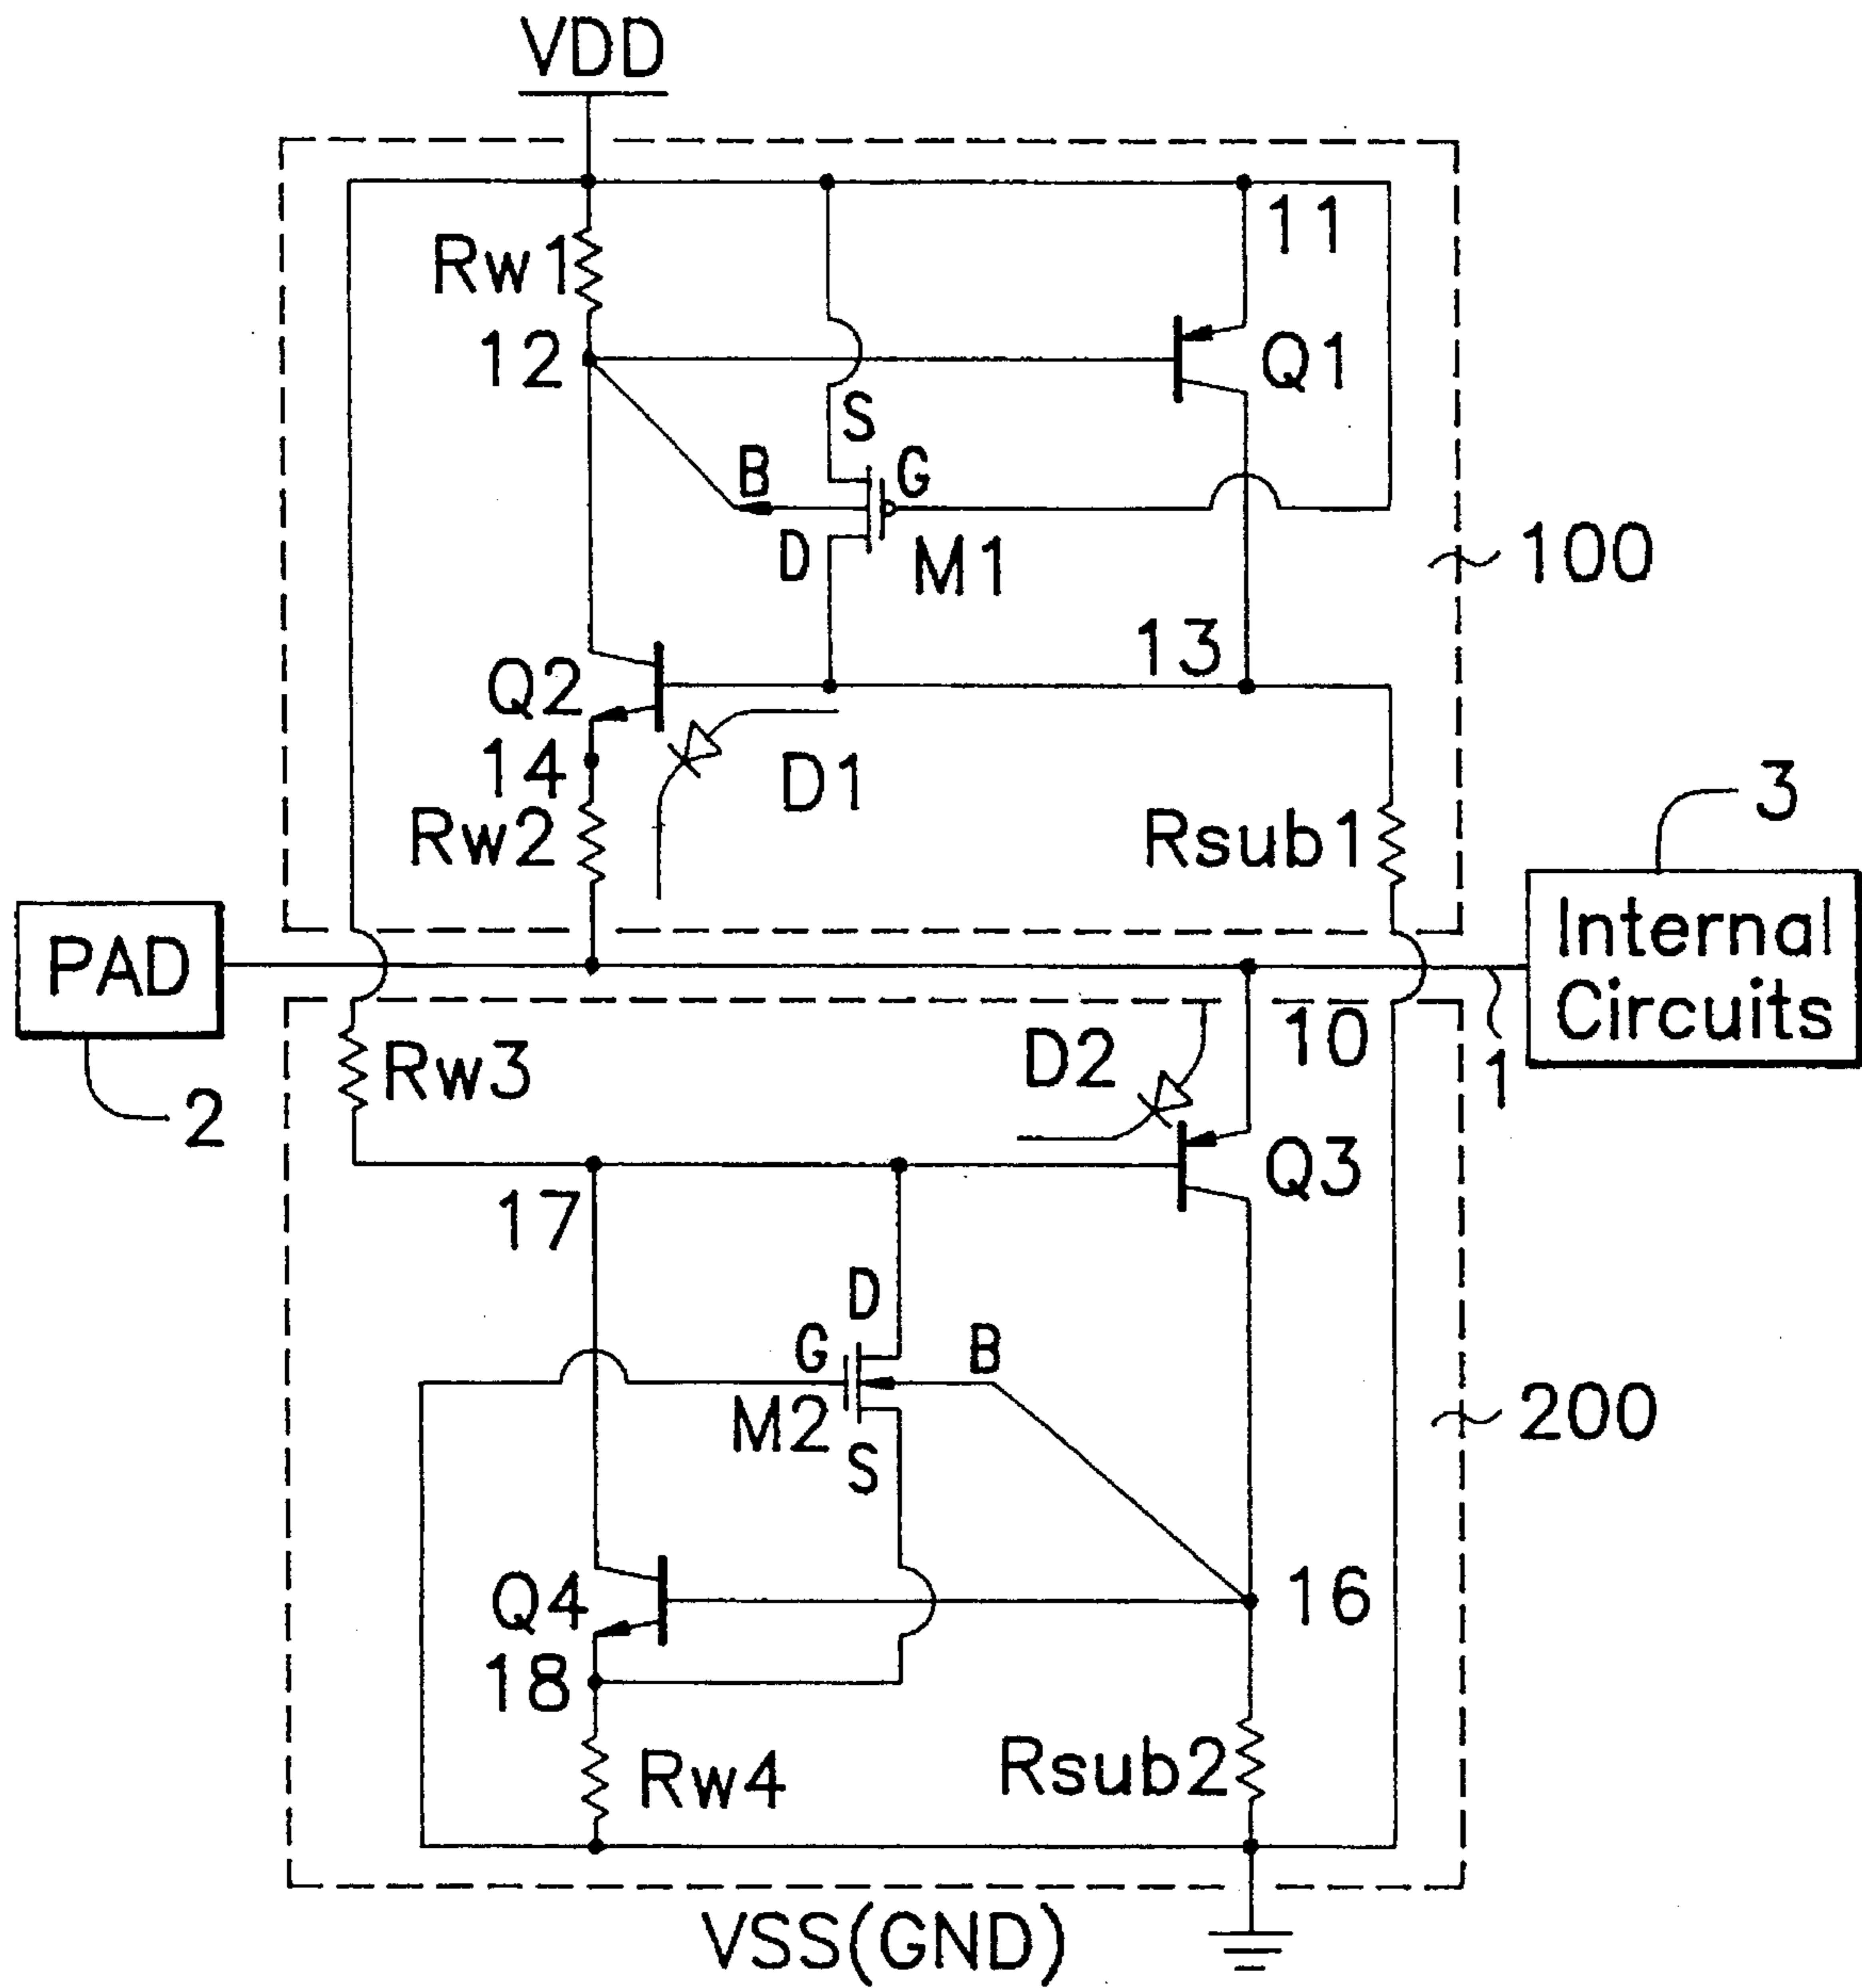 VDD
11
Rw1
12
Q1
S
B
G
D
M1
100
13
Q2
14
D1
Rw2
Rsub1
3
PAD
Internal
Circuits
10
D2
1
Rw3
2
Q3
17
D
G
B
M2
200
S
Q4
16
18
Rw4
Rsub2
VSS(GND)